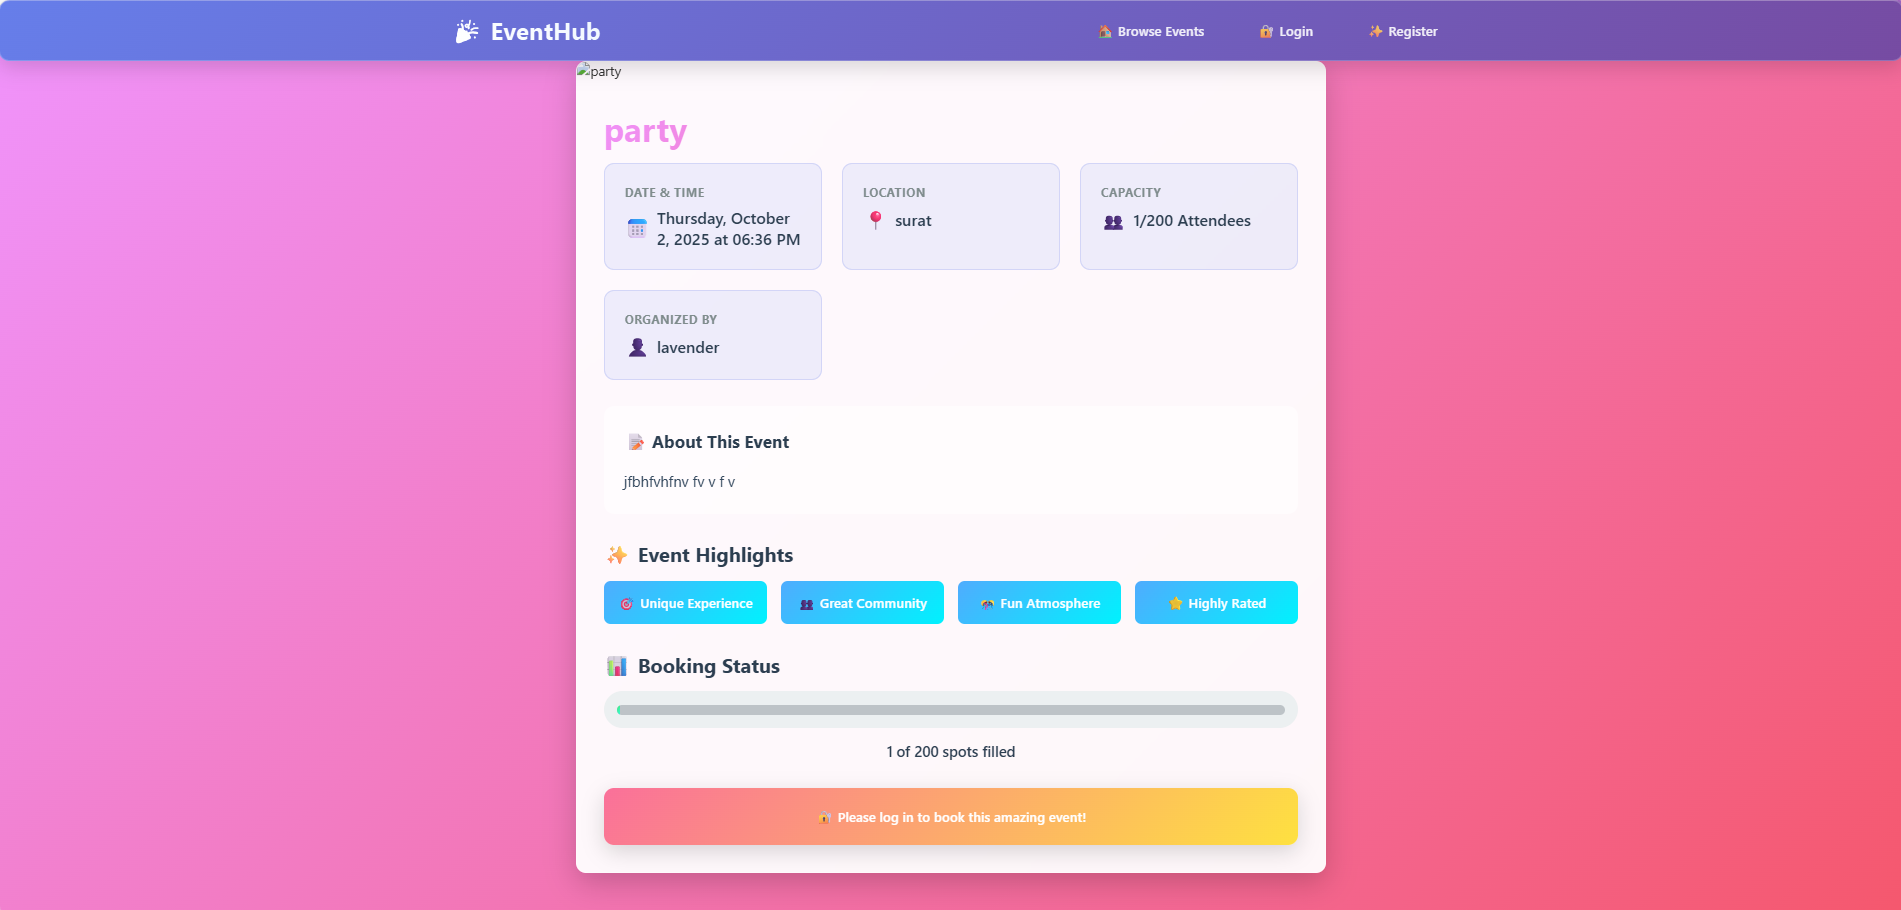 EventHub
Browse Events
Login
Register
party
party
DATE & TIME
Thursday, October
2, 2025 at 06:36 PM
LOCATION
surat
CAPACITY
1/200 Attendees
ORGANIZED BY
lavender
About This Event
jfbhfvhfnv fv v f v
Event Highlights
Unique Experience
Great Community
Fun Atmosphere
Highly Rated
Booking Status
1 of 200 spots filled
Please log in to book this amazing event!